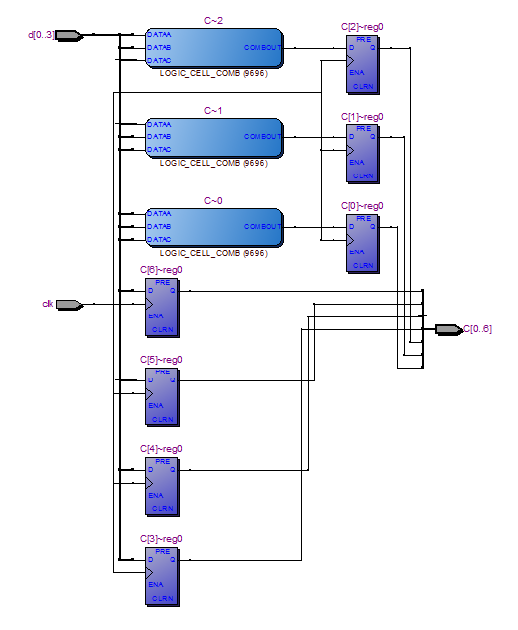 C~2
C[2]~reg0
d[0..3]
DATAA
DATAB
DATAC
COMBOUT
PRE
D Q
ENA
CLRN
LOGIC_CELL_COMB (9696)
C~1
C[1]~reg0
DATAA
DATAB
DATAC
COMBOUT
PRE
D Q
ENA
CLRN
LOGIC_CELL_COMB (9696)
C~0
C[0]~reg0
DATAA
DATAB
DATAC
COMBOUT
PRE
D Q
ENA
CLRN
LOGIC_CELL_COMB (9696)
C[6]~reg0
PRE
D Q
ENA
CLRN
clk
C[0..6]
C[5]~reg0
PRE
D Q
ENA
CLRN
C[4]~reg0
PRE
D Q
ENA
CLRN
C[3]~reg0
PRE
D Q
ENA
CLRN